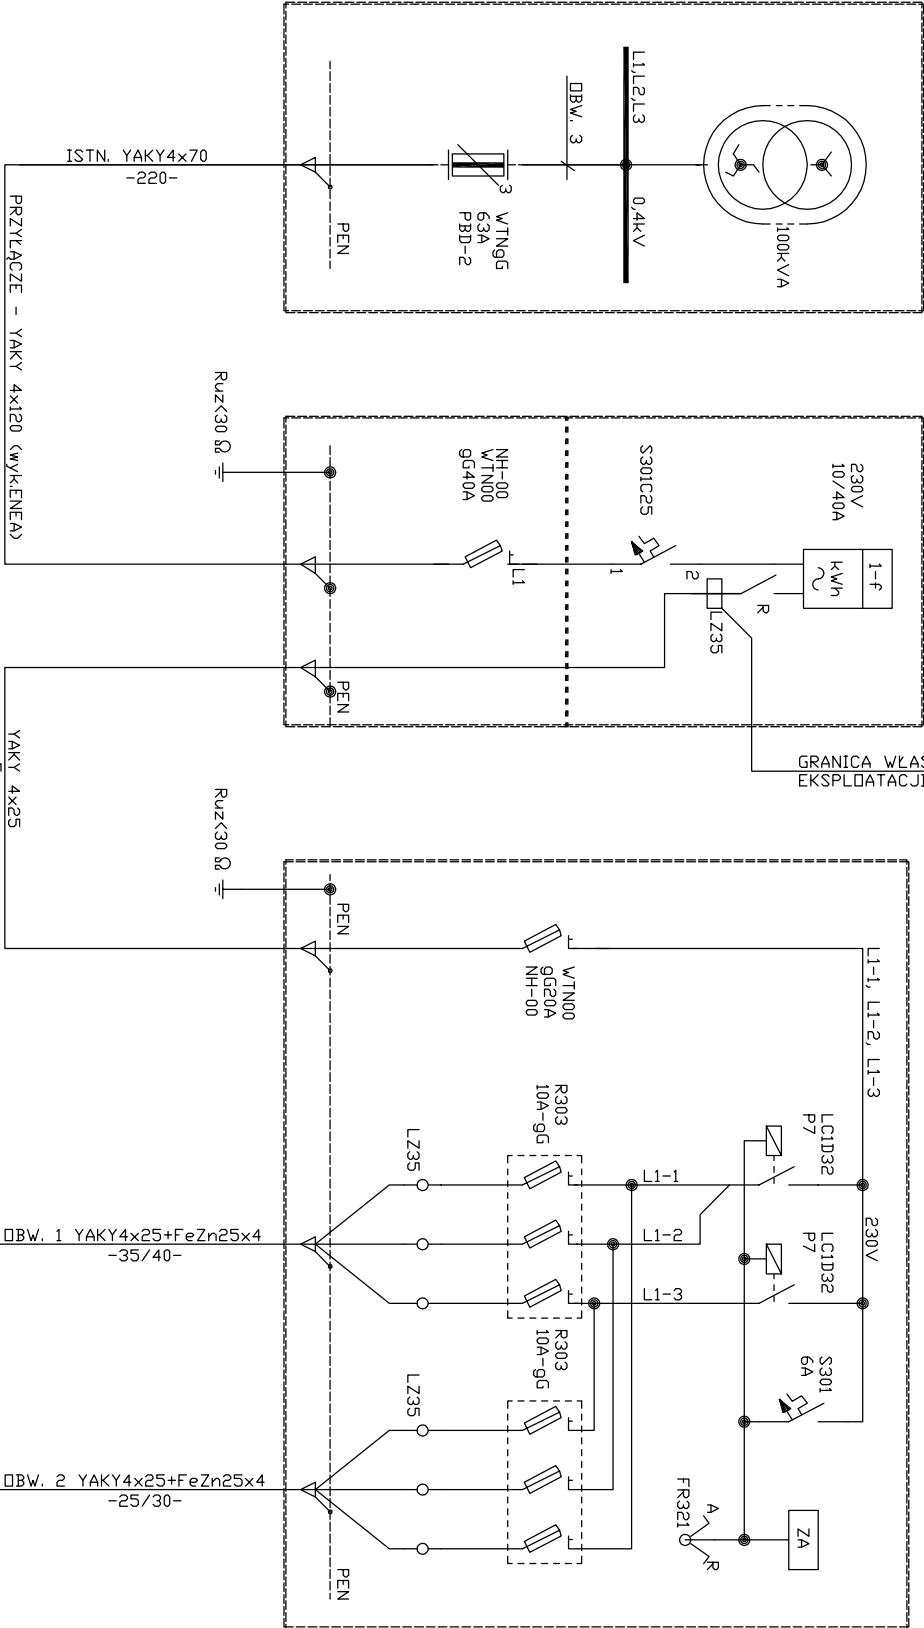 L1,L2,L3
0,4kV
100kVA
OBW. 3
3
WTNgG
63A
PBD-2
ISTN. YAKY4x70
-220-
PEN
PRZYŁĄCZE - YAKY 4x120 (wyk.ENEA)
Ruz<30 Ω
NH-00
WTN00
gG40A
L1
S301C25
1
2
230V
10/40A
1-f
kWh
R
LZ35
PEN
GRANICA WŁAS
EKSPLOATACJI
YAKY 4x25
Ruz<30 Ω
PEN
WTN00
gG20A
NH-00
L1-1, L1-2, L1-3
230V
LC1D32
P7
LC1D32
P7
S301
6A
L1-1
L1-2
L1-3
R303
10A-gG
R303
10A-gG
LZ35
LZ35
FR321
A
R
ZA
OBW. 1 YAKY4x25+FeZn25x4
-35/40-
OBW. 2 YAKY4x25+FeZn25x4
-25/30-
PEN